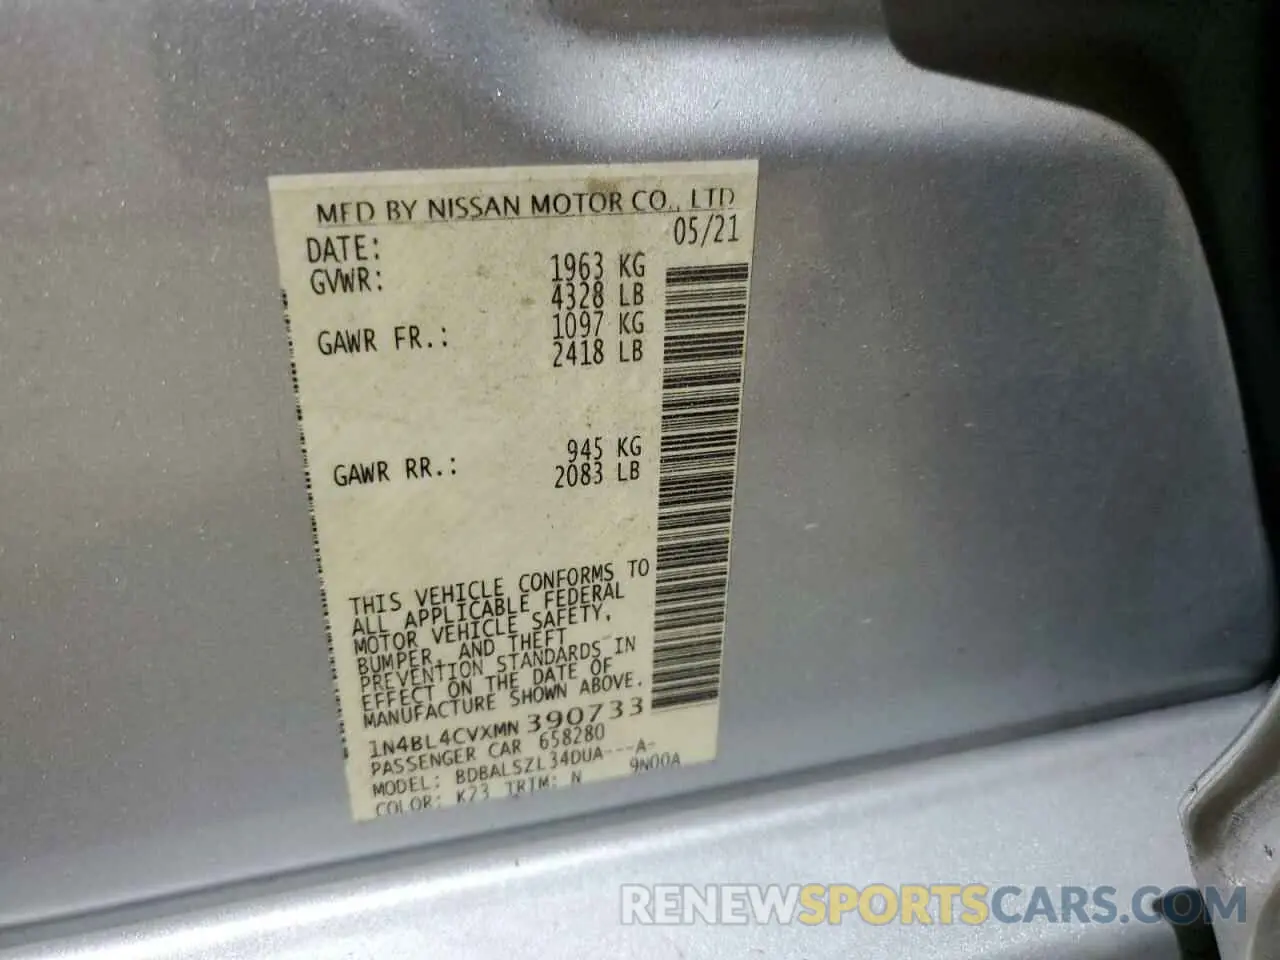 MFD BY NISSAN MOTOR CO., LTD
DATE: 05/21
GVWR: 1963 KG
4328 LB
GAWR FR.: 1097 KG
2418 LB
GAWR RR.: 945 KG
2083 LB
THIS VEHICLE CONFORMS TO
ALL APPLICABLE FEDERAL
MOTOR VEHICLE SAFETY,
BUMPER, AND THEFT
PREVENTION STANDARDS IN
EFFECT ON THE DATE OF
MANUFACTURE SHOWN ABOVE.
1N4BL4CVXMN390733
PASSENGER CAR 658280
MODEL: BDBALSZL34DUA---A-
COLOR: K23 TRIM: N 9N00A
RENEWSPORTSCARS.COM